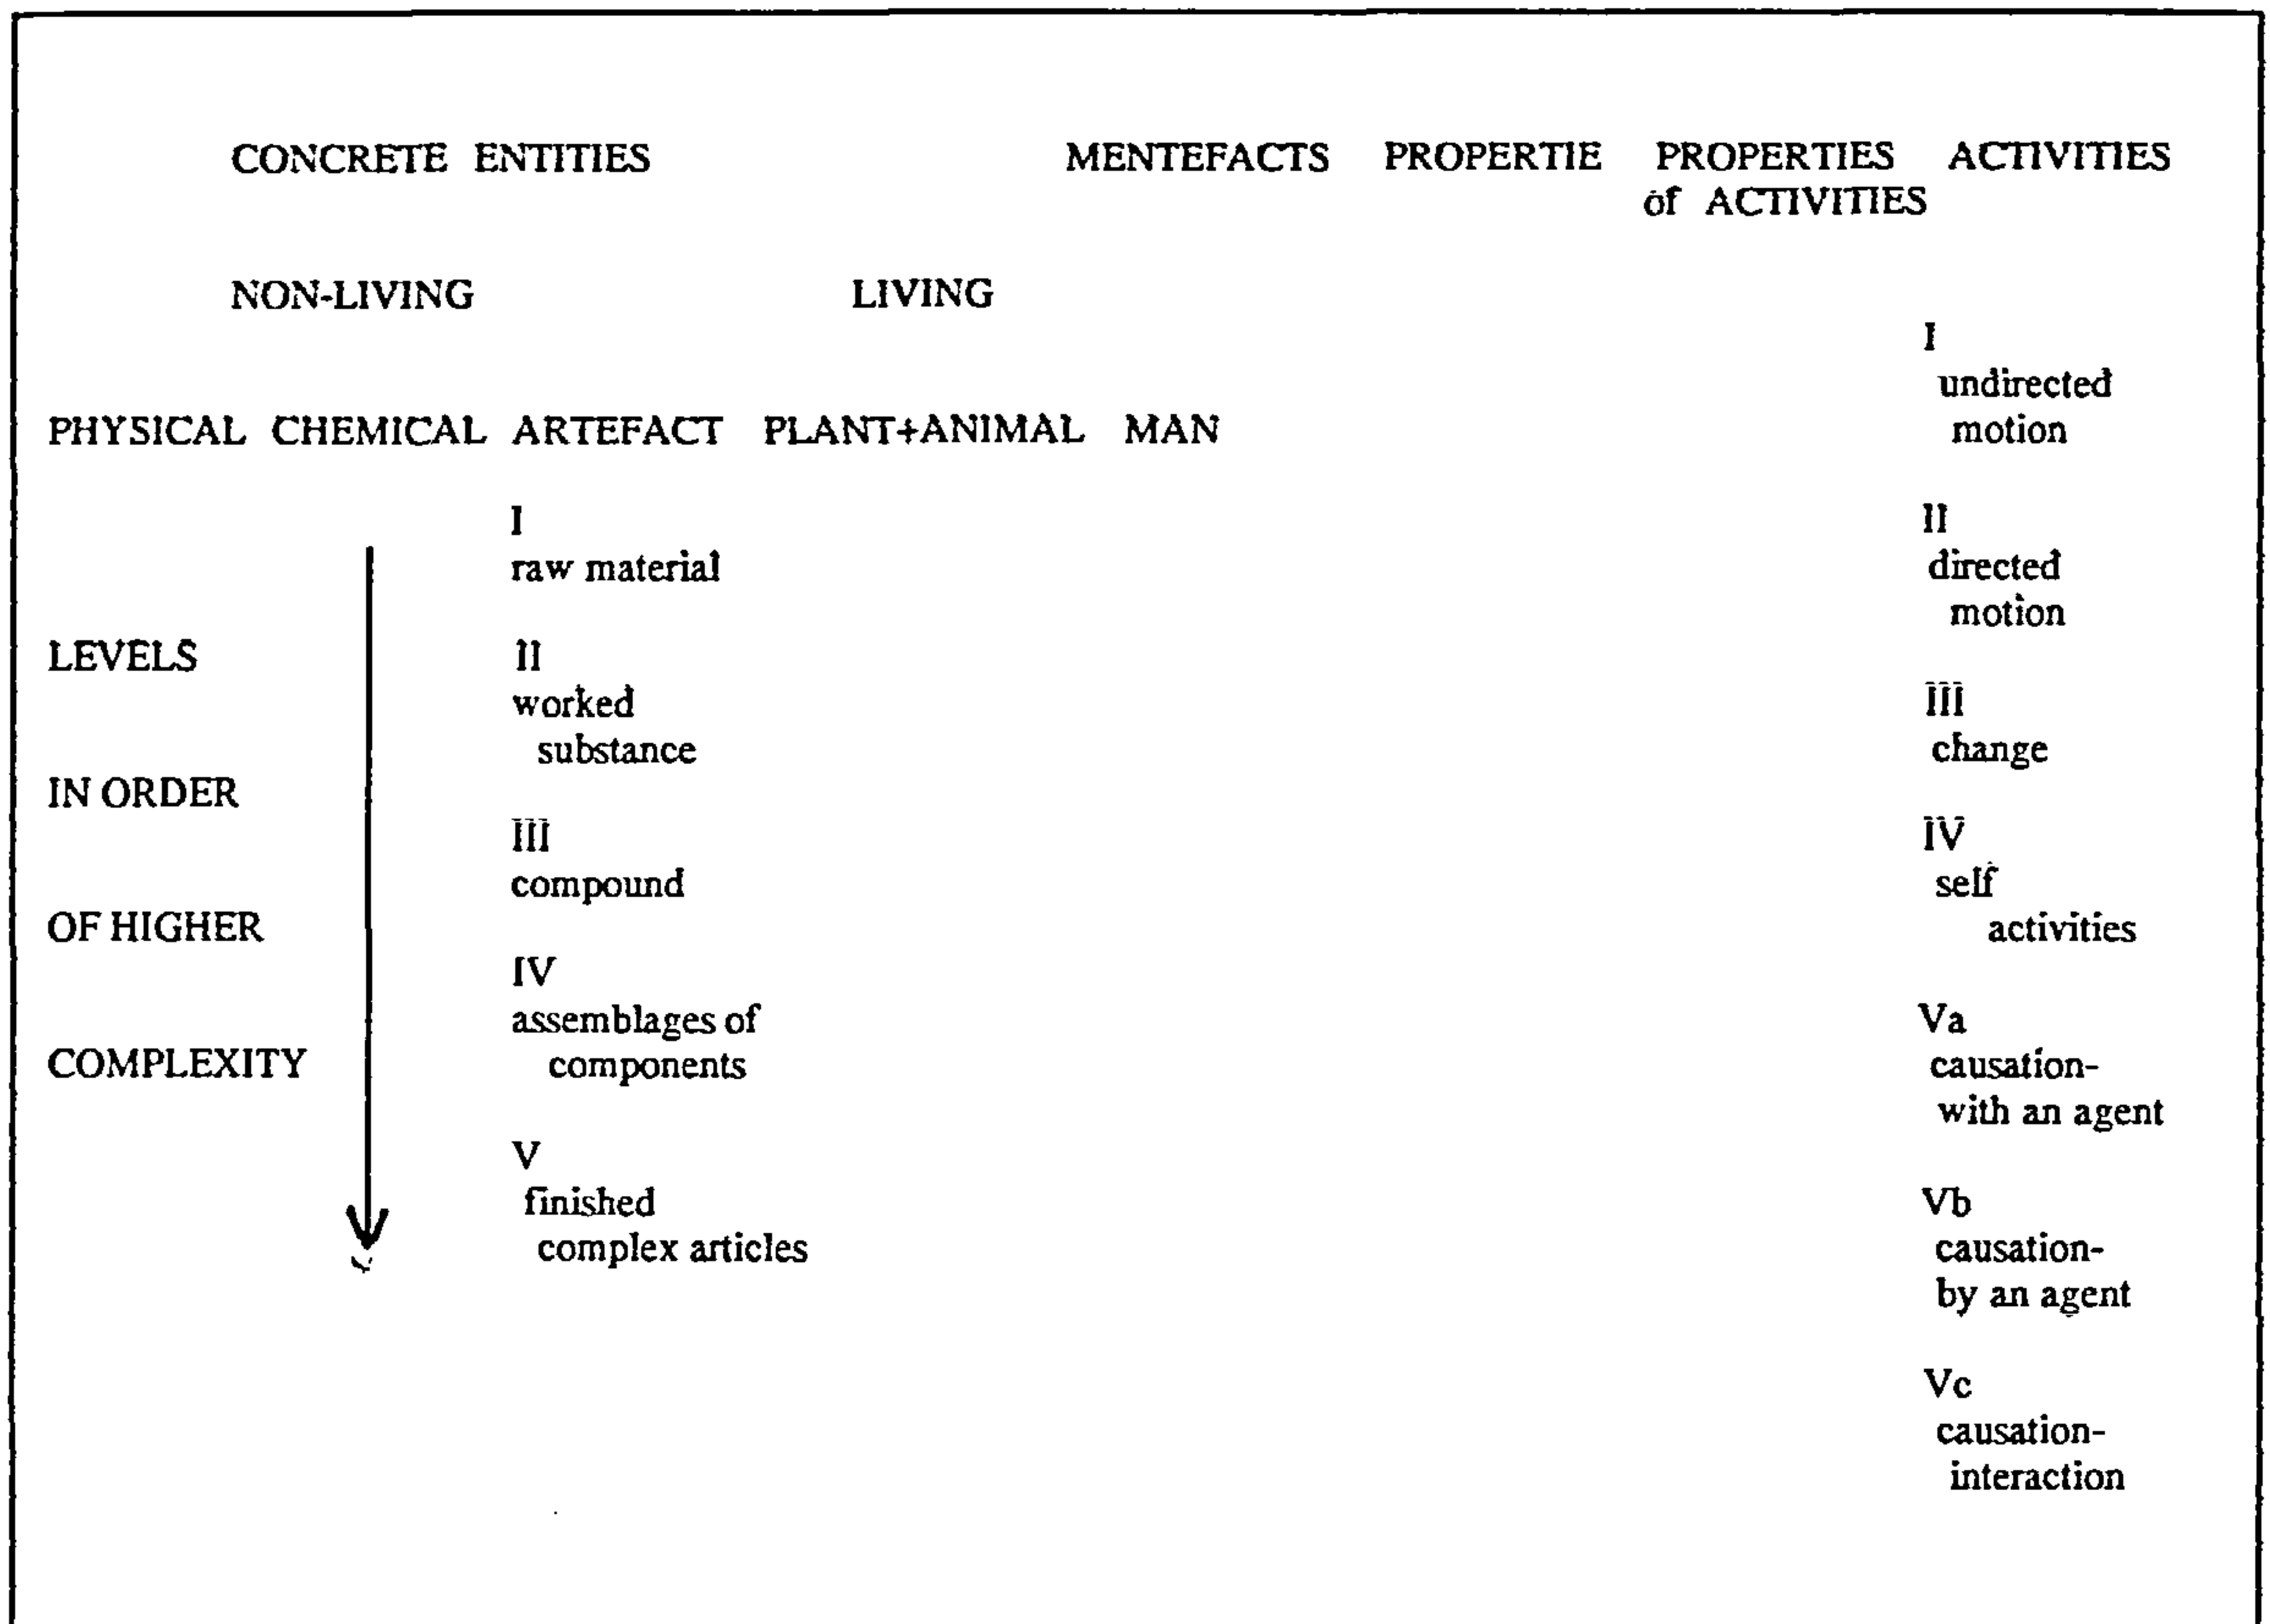 CONCRETE ENTITIES MENTEFACTS PROPERTIE PROPERTIES ACTIVITIES
of ACTIVITIES
NON-LIVING LIVING
PHYSICAL CHEMICAL ARTEFACT PLANT+ANIMAL MAN
LEVELS
IN ORDER
OF HIGHER
COMPLEXITY
I
raw material
II
worked
substance
III
compound
IV
assemblages of
components
V
finished
complex articles
I
undirected
motion
II
directed
motion
III
change
IV
self
activities
Va
causation-
with an agent
Vb
causation-
by an agent
Vc
causation-
interaction